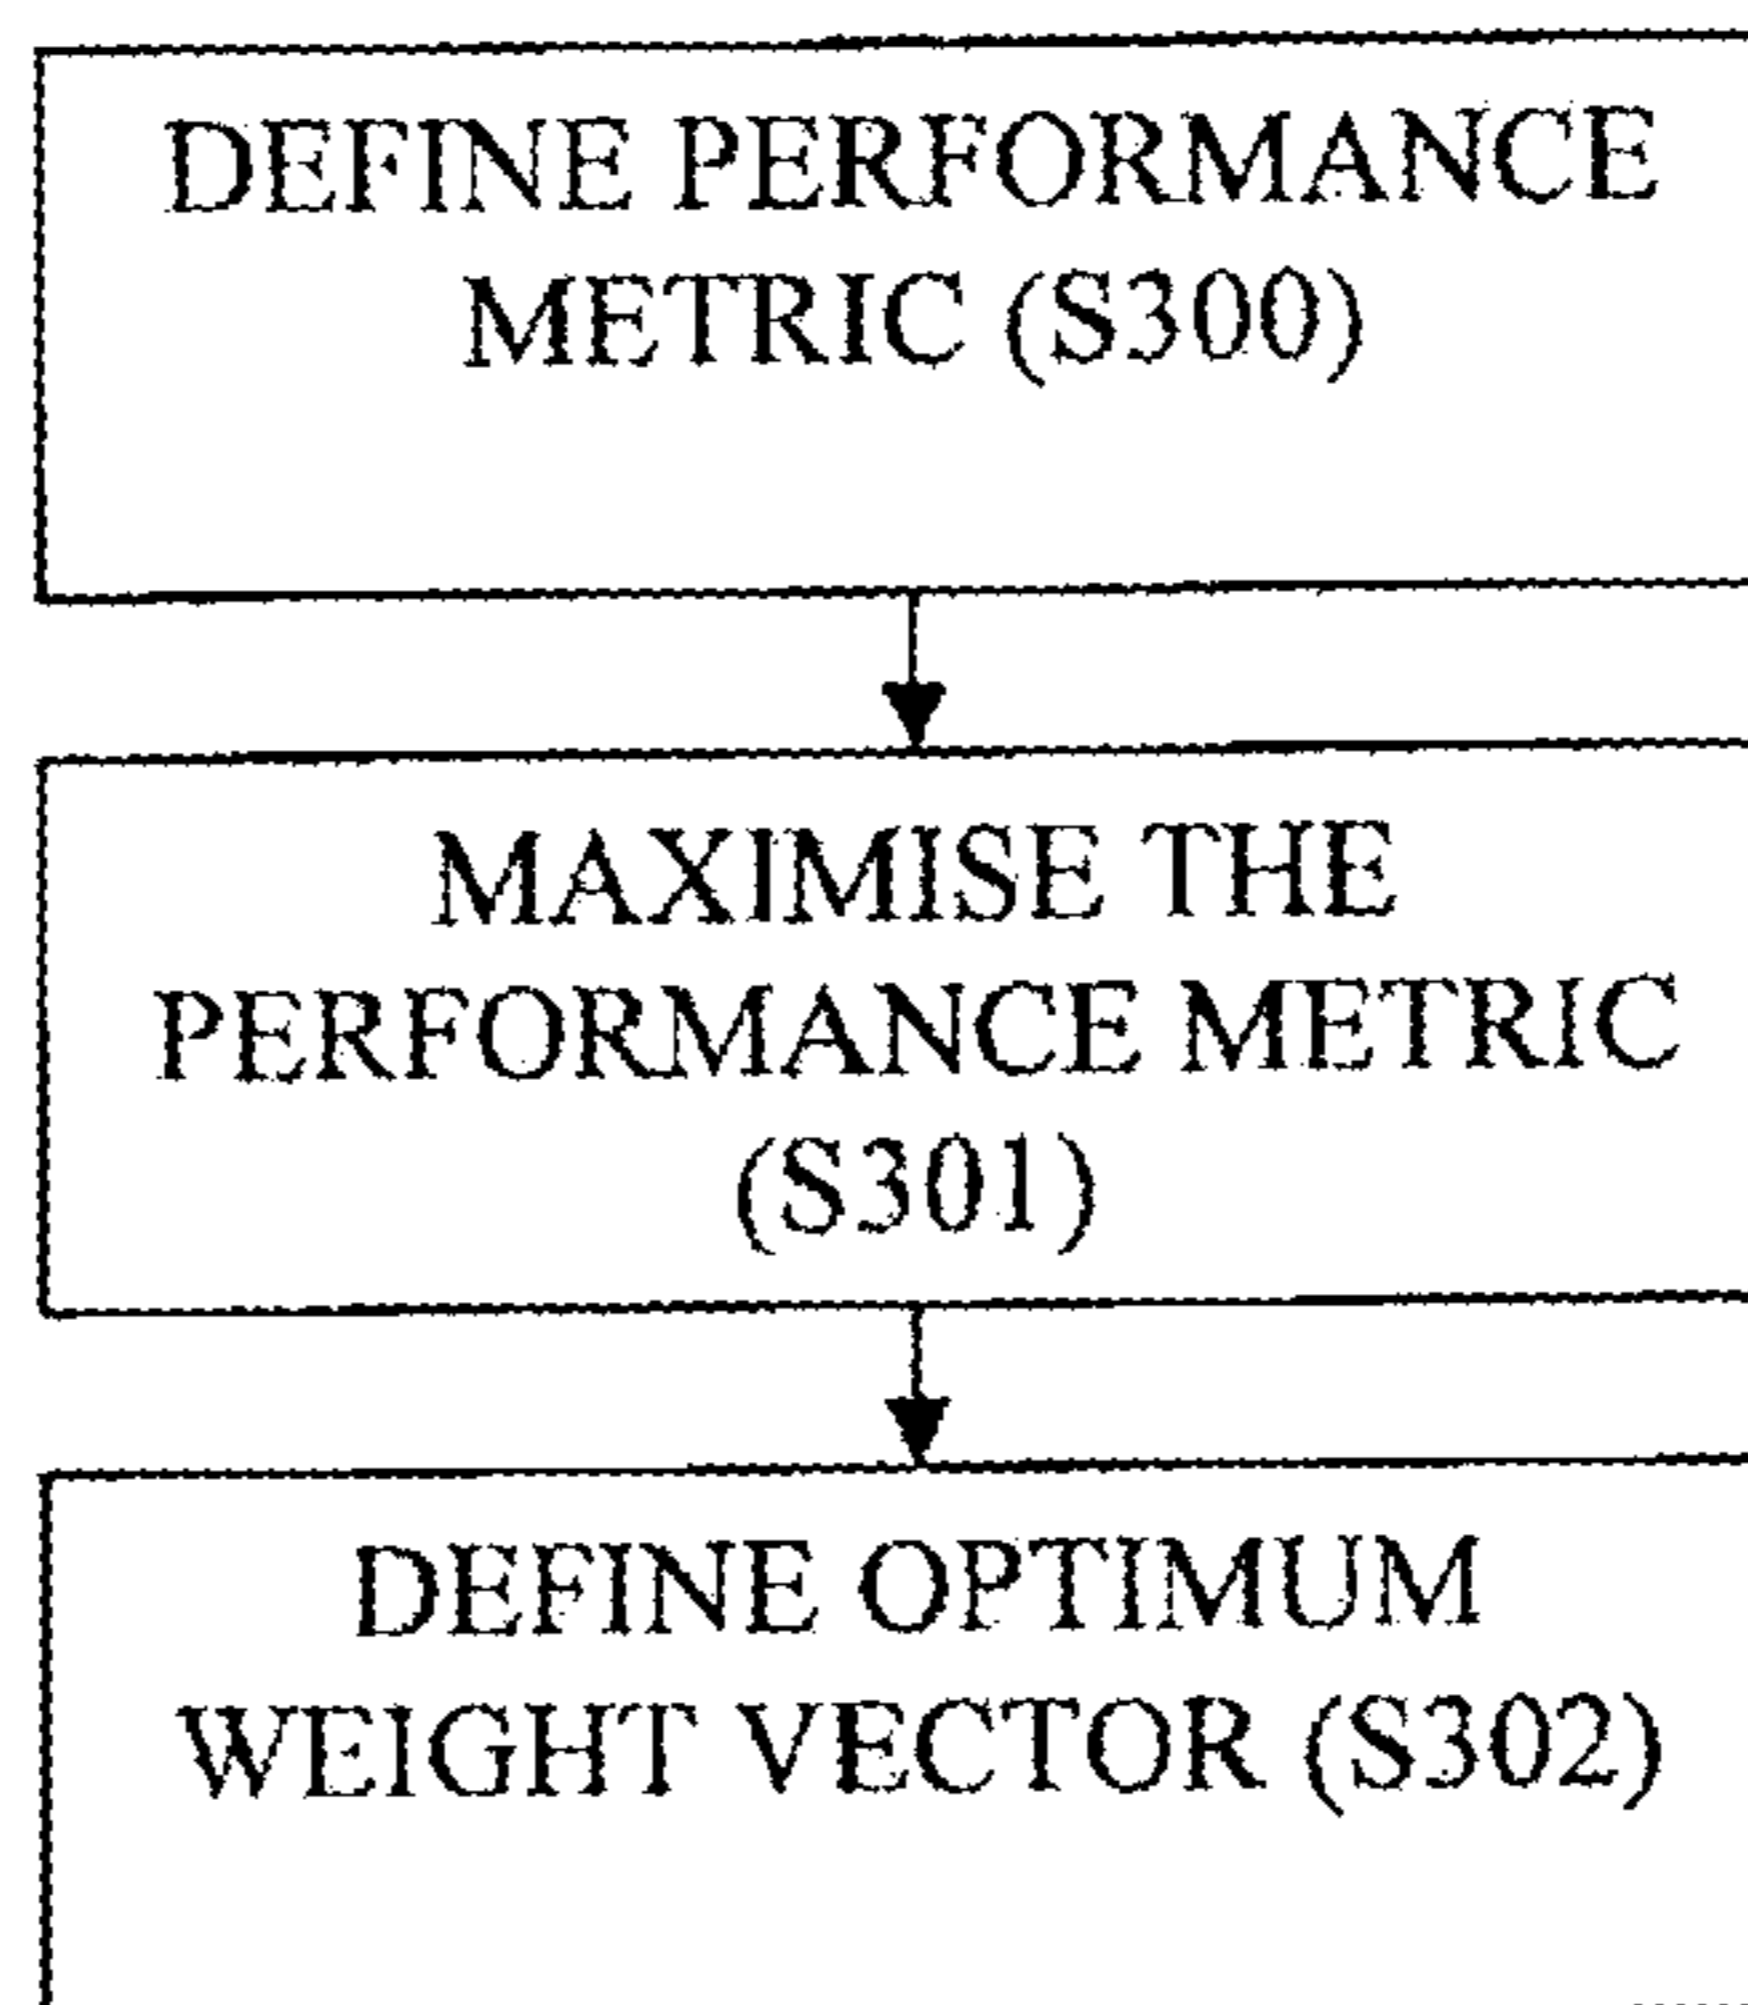 DEFINE PERFORMANCE
METRIC (S300)
MAXIMISE THE
PERFORMANCE METRIC
(S301)
DEFINE OPTIMUM
WEIGHT VECTOR (S302)